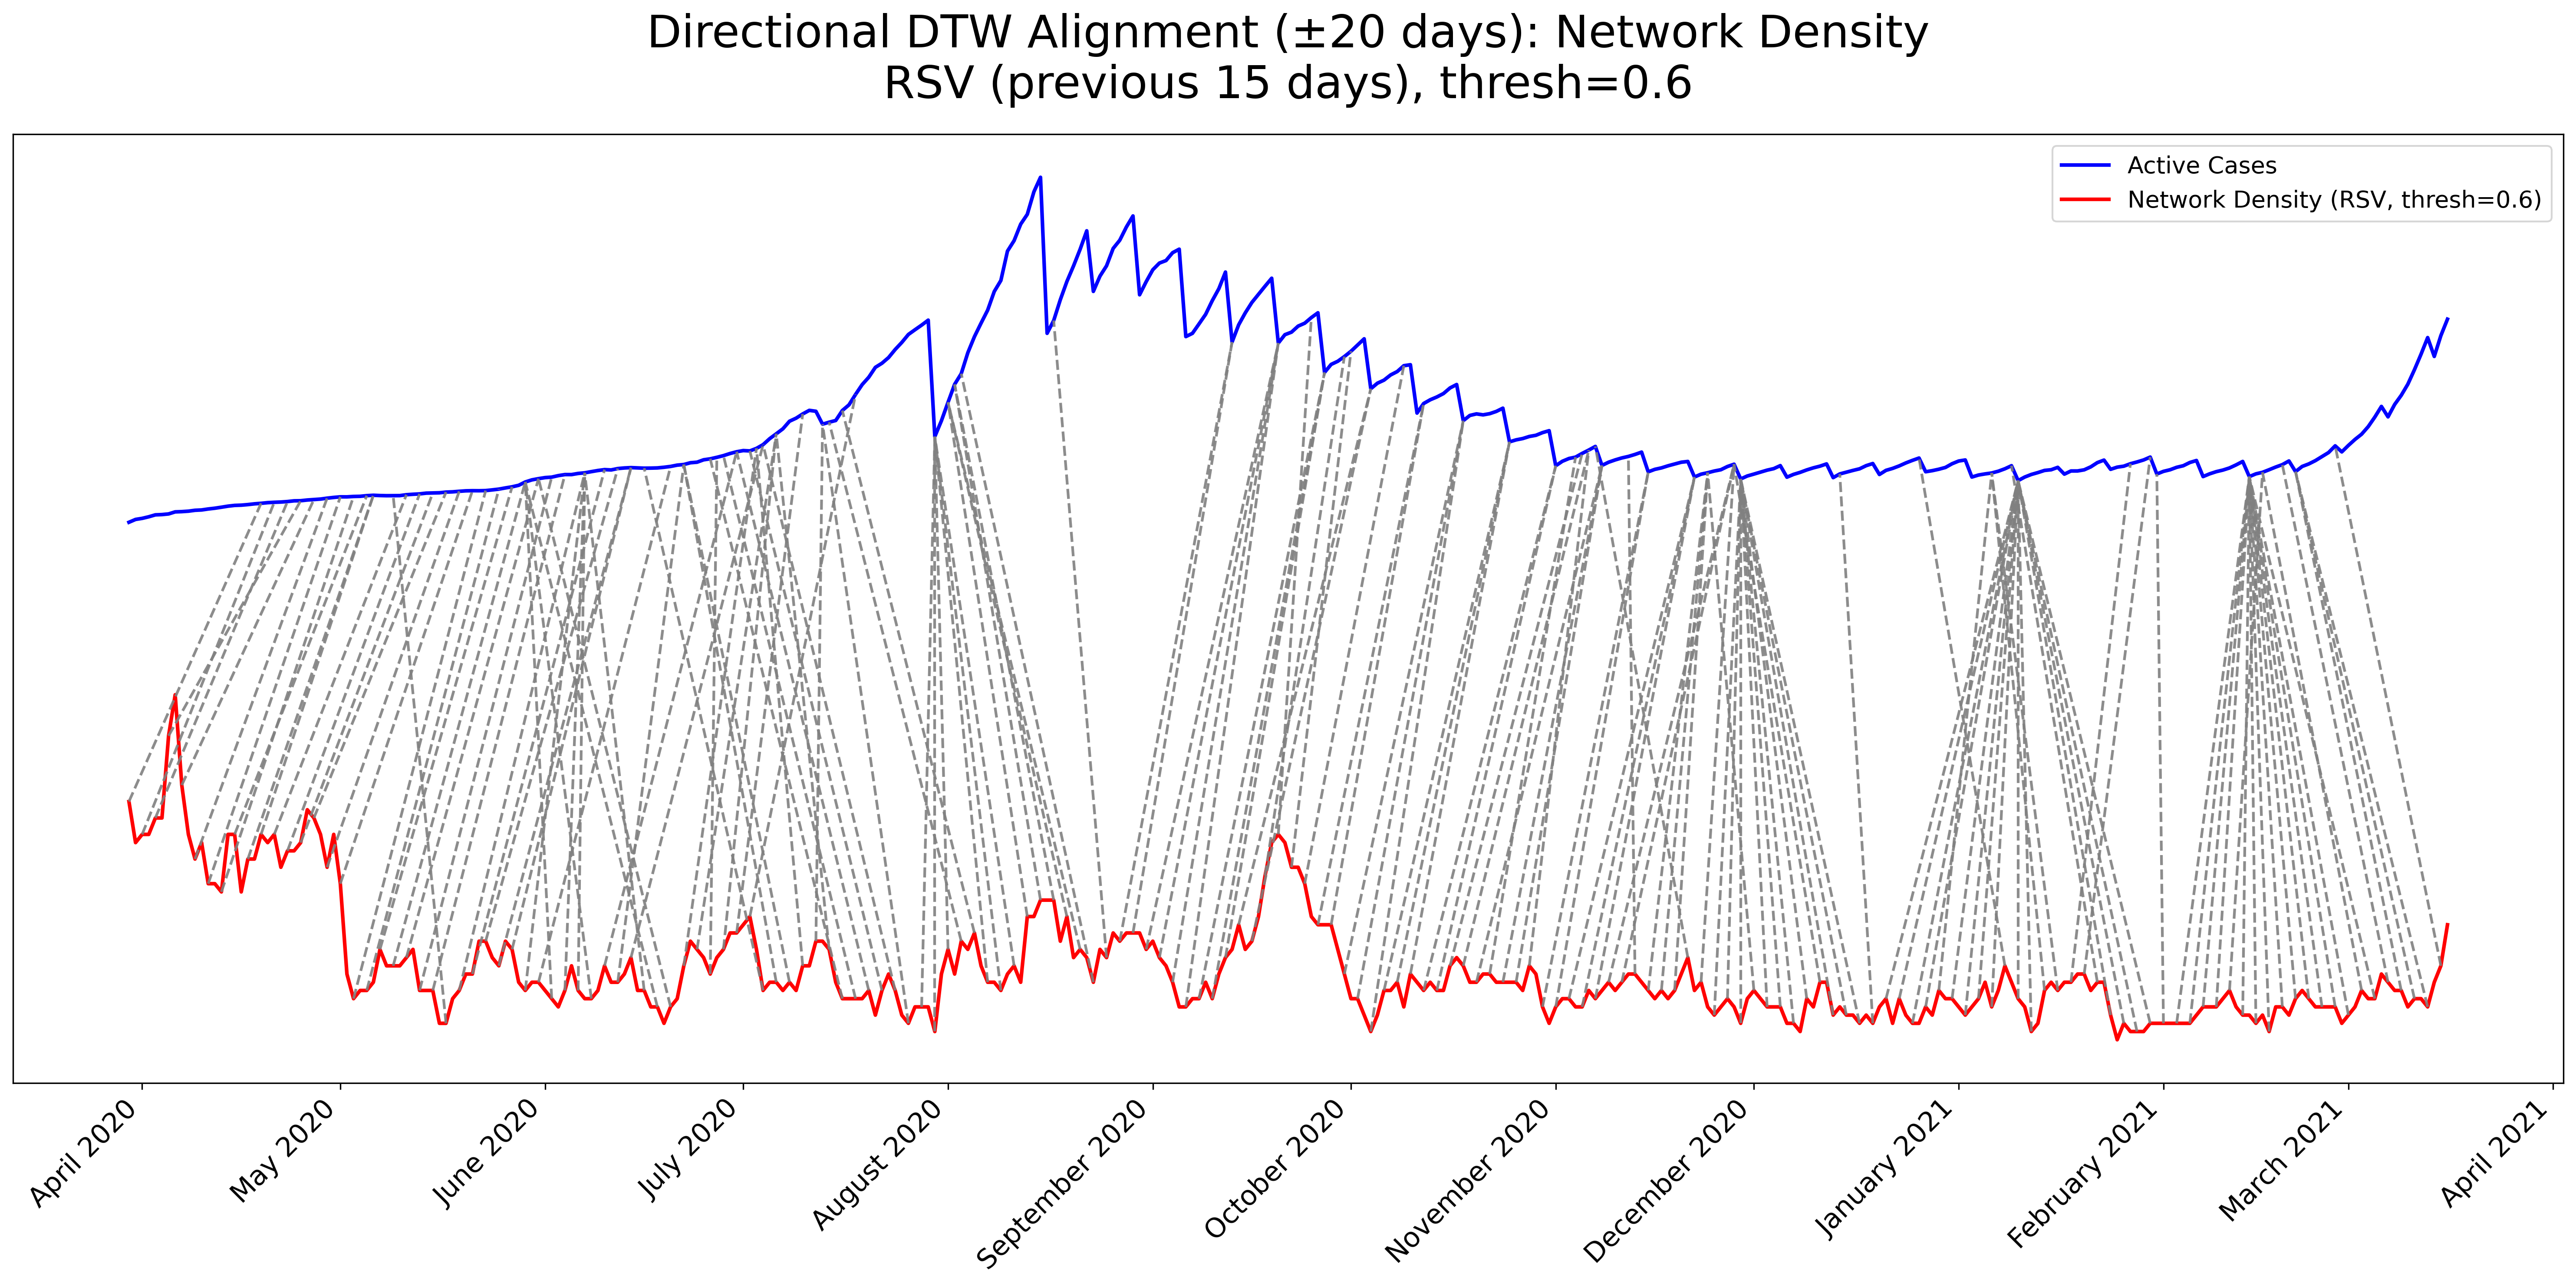 Directional DTW Alignment (±20 days): Network Density
RSV (previous 15 days), thresh=0.6
Active Cases
Network Density (RSV, thresh=0.6)
April 2020
May 2020
June 2020
July 2020
August 2020
September 2020
October 2020
November 2020
December 2020
January 2021
February 2021
March 2021
April 2021